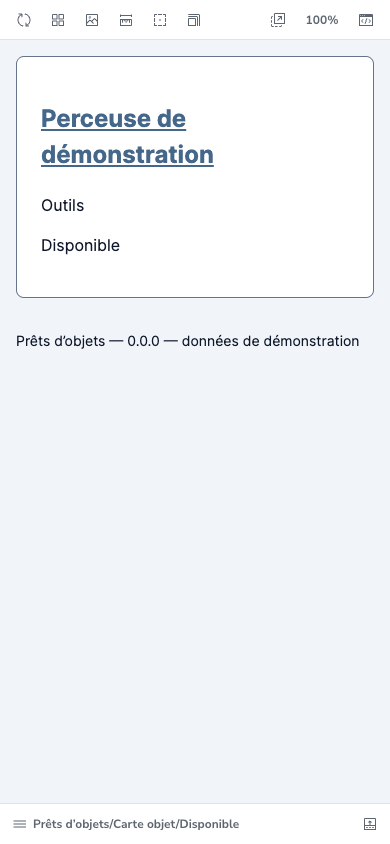 100%
Perceuse de
démonstration
Outils
Disponible
Prêts d’objets — 0.0.0 — données de démonstration
Prêts d’objets/Carte objet/Disponible